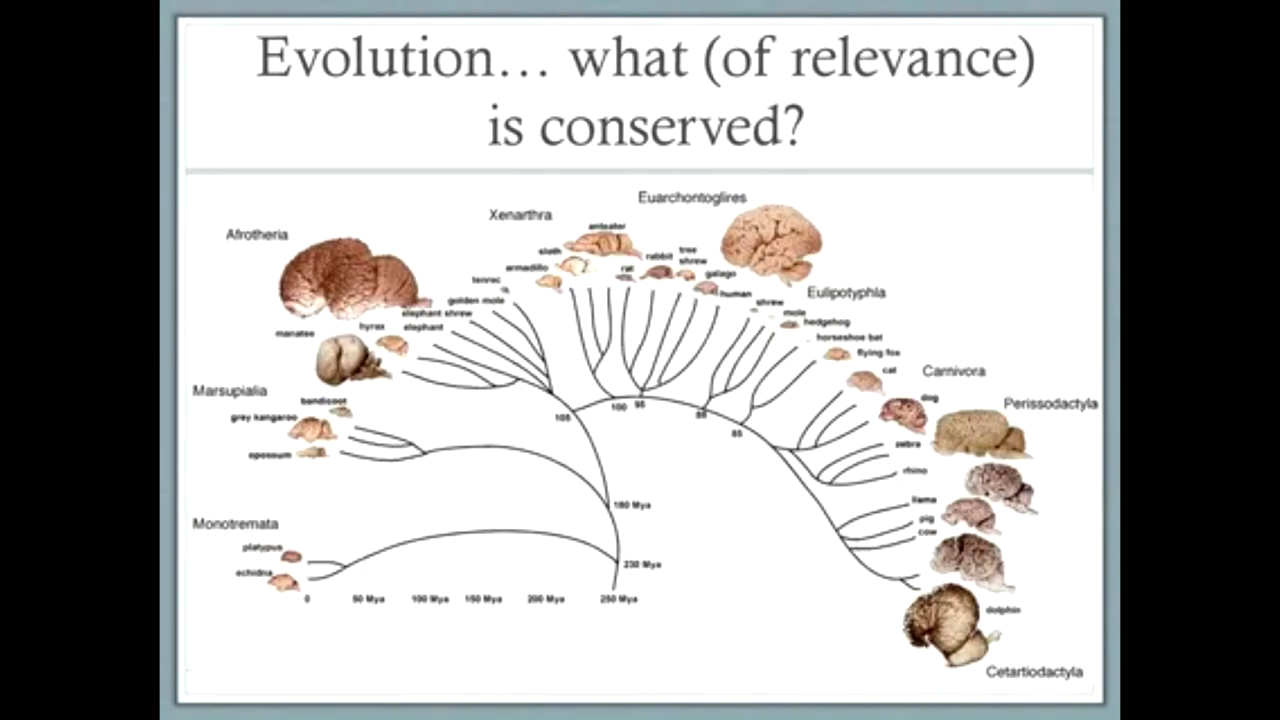 Evolution... what (of relevance)
is conserved?
Euarchontoglires
Xenarthra
anteater
Afrotheria
sloth
rabbit
tree
shrew
armadillo
rat
galago
tenrec
human
Eulipotyphla
golden mole
shrew
elephant shrew
mole
hedgehog
manatee
hyrax
elephant
horseshoe bat
flying fox
cat
Carnivora
Marsupialia
bandicoot
dog
Perissodactyla
grey kangaroo
105
100
95
88
85
zebra
opossum
rhino
llama
180 Mya
pig
Monotremata
cow
platypus
230 Mya
echidna
0
50 Mya
100 Mya
150 Mya
200 Mya
250 Mya
dolphin
Cetartiodactyla